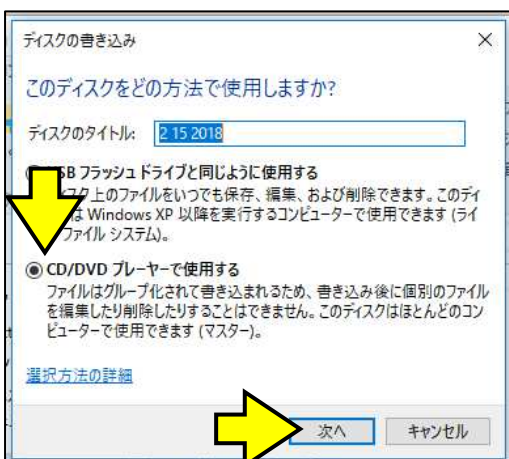 ディスクの書き込み
このディスクをどの方法で使用しますか?
ディスクのタイトル: 2 15 2018
SB フラッシュ ドライブと同じように使用する
スク上のファイルをいつでも保存、編集、および削除できます。このディ
は Windows XP 以降を実行するコンピューターで使用できます (ライ
ファイル システム)。
CD/DVD プレーヤーで使用する
ファイルはグループ化されて書き込まれるため、書き込み後に個別のファイル
を編集したり削除したりすることはできません。このディスクはほとんどのコン
ピューターで使用できます (マスター)。
選択方法の詳細
次へ キャンセル